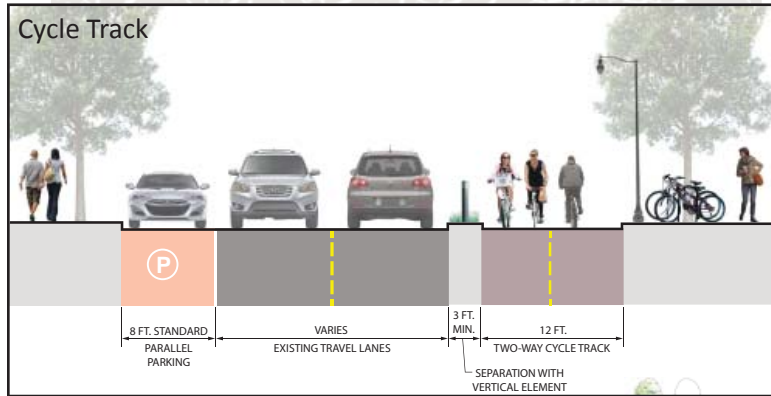 Cycle Track
P
8 FT. STANDARD
PARALLEL
PARKING
VARIES
EXISTING TRAVEL LANES
3 FT.
MIN.
SEPARATION WITH
VERTICAL ELEMENT
12 FT.
TWO-WAY CYCLE TRACK